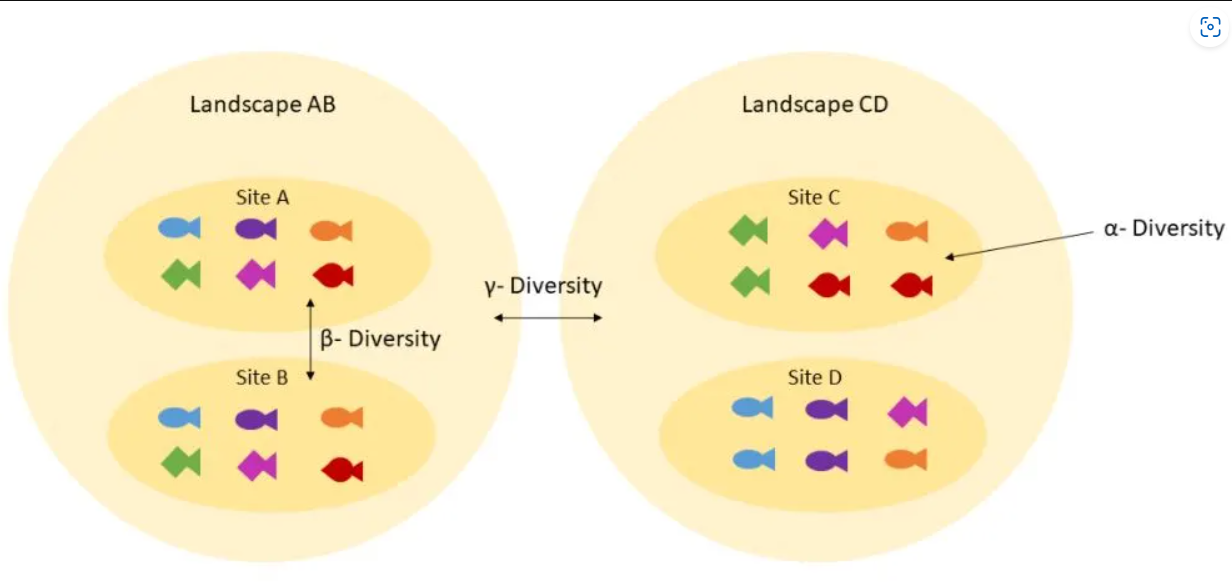 Landscape AB
Landscape CD
Site A
Site C
α- Diversity
γ- Diversity
β- Diversity
Site B
Site D